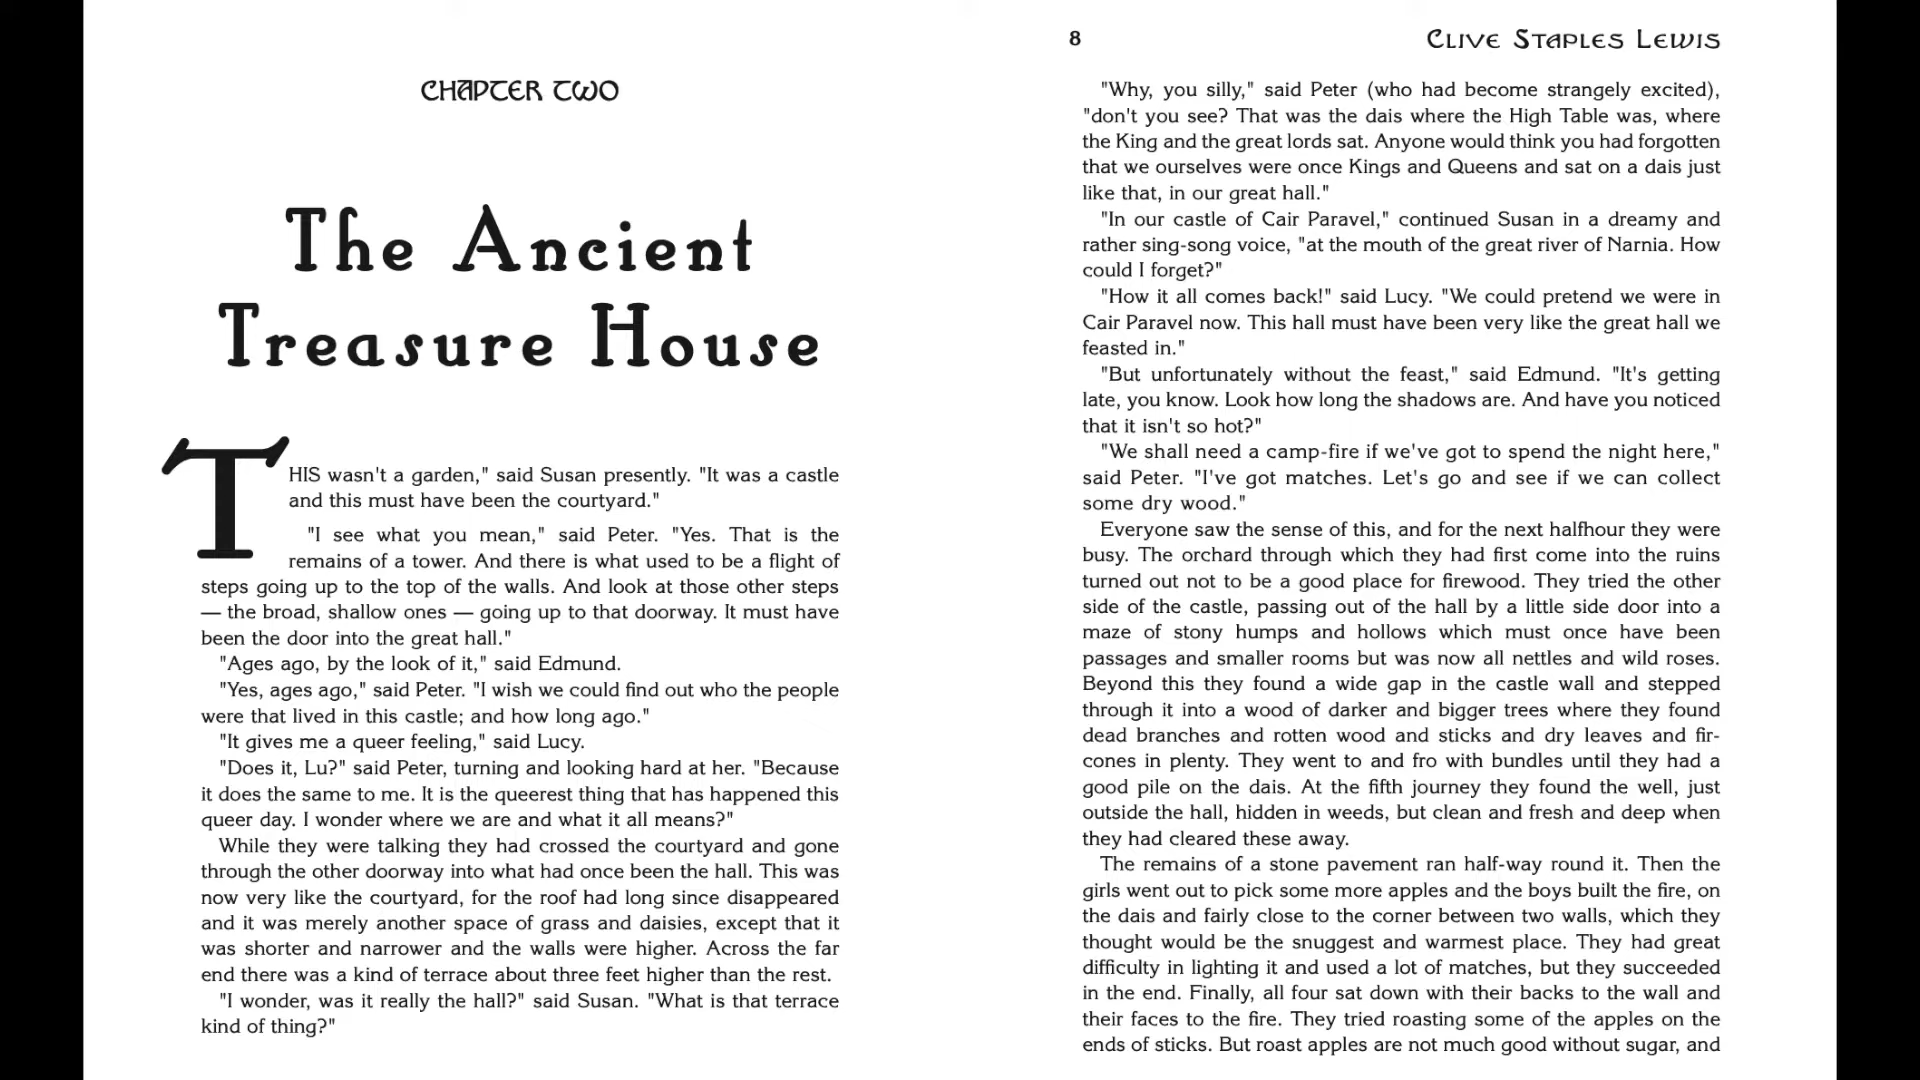 CHAPTER TWO
The Ancient
Treasure House
THIS wasn't a garden," said Susan presently. "It was a castle
and this must have been the courtyard."
"I see what you mean," said Peter. "Yes. That is the
remains of a tower. And there is what used to be a flight of
steps going up to the top of the walls. And look at those other steps
— the broad, shallow ones — going up to that doorway. It must have
been the door into the great hall."
"Ages ago, by the look of it," said Edmund.
"Yes, ages ago," said Peter. "I wish we could find out who the people
were that lived in this castle; and how long ago."
"It gives me a queer feeling," said Lucy.
"Does it, Lu?" said Peter, turning and looking hard at her. "Because
it does the same to me. It is the queerest thing that has happened this
queer day. I wonder where we are and what it all means?"
While they were talking they had crossed the courtyard and gone
through the other doorway into what had once been the hall. This was
now very like the courtyard, for the roof had long since disappeared
and it was merely another space of grass and daisies, except that it
was shorter and narrower and the walls were higher. Across the far
end there was a kind of terrace about three feet higher than the rest.
"I wonder, was it really the hall?" said Susan. "What is that terrace
kind of thing?"
8 Clive Staples Lewis
"Why, you silly," said Peter (who had become strangely excited),
"don't you see? That was the dais where the High Table was, where
the King and the great lords sat. Anyone would think you had forgotten
that we ourselves were once Kings and Queens and sat on a dais just
like that, in our great hall."
"In our castle of Cair Paravel," continued Susan in a dreamy and
rather sing-song voice, "at the mouth of the great river of Narnia. How
could I forget?"
"How it all comes back!" said Lucy. "We could pretend we were in
Cair Paravel now. This hall must have been very like the great hall we
feasted in."
"But unfortunately without the feast," said Edmund. "It's getting
late, you know. Look how long the shadows are. And have you noticed
that it isn't so hot?"
"We shall need a camp-fire if we've got to spend the night here,"
said Peter. "I've got matches. Let's go and see if we can collect
some dry wood."
Everyone saw the sense of this, and for the next halfhour they were
busy. The orchard through which they had first come into the ruins
turned out not to be a good place for firewood. They tried the other
side of the castle, passing out of the hall by a little side door into a
maze of stony humps and hollows which must once have been
passages and smaller rooms but was now all nettles and wild roses.
Beyond this they found a wide gap in the castle wall and stepped
through it into a wood of darker and bigger trees where they found
dead branches and rotten wood and sticks and dry leaves and fir-
cones in plenty. They went to and fro with bundles until they had a
good pile on the dais. At the fifth journey they found the well, just
outside the hall, hidden in weeds, but clean and fresh and deep when
they had cleared these away.
The remains of a stone pavement ran half-way round it. Then the
girls went out to pick some more apples and the boys built the fire, on
the dais and fairly close to the corner between two walls, which they
thought would be the snuggest and warmest place. They had great
difficulty in lighting it and used a lot of matches, but they succeeded
in the end. Finally, all four sat down with their backs to the wall and
their faces to the fire. They tried roasting some of the apples on the
ends of sticks. But roast apples are not much good without sugar, and